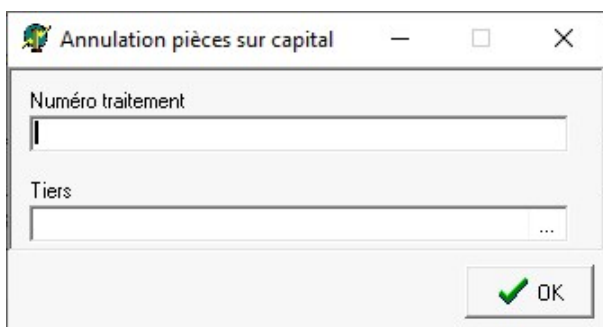 Annulation pièces sur capital
Numéro traitement
Tiers
...
OK